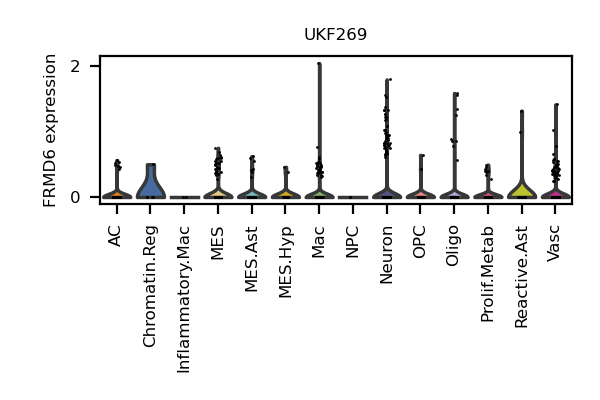 UKF269
FRMD6 expression
2
0
AC
Chromatin.Reg
Inflammatory.Mac
MES
MES.Ast
MES.Hyp
Mac
NPC
Neuron
OPC
Oligo
Prolif.Metab
Reactive.Ast
Vasc